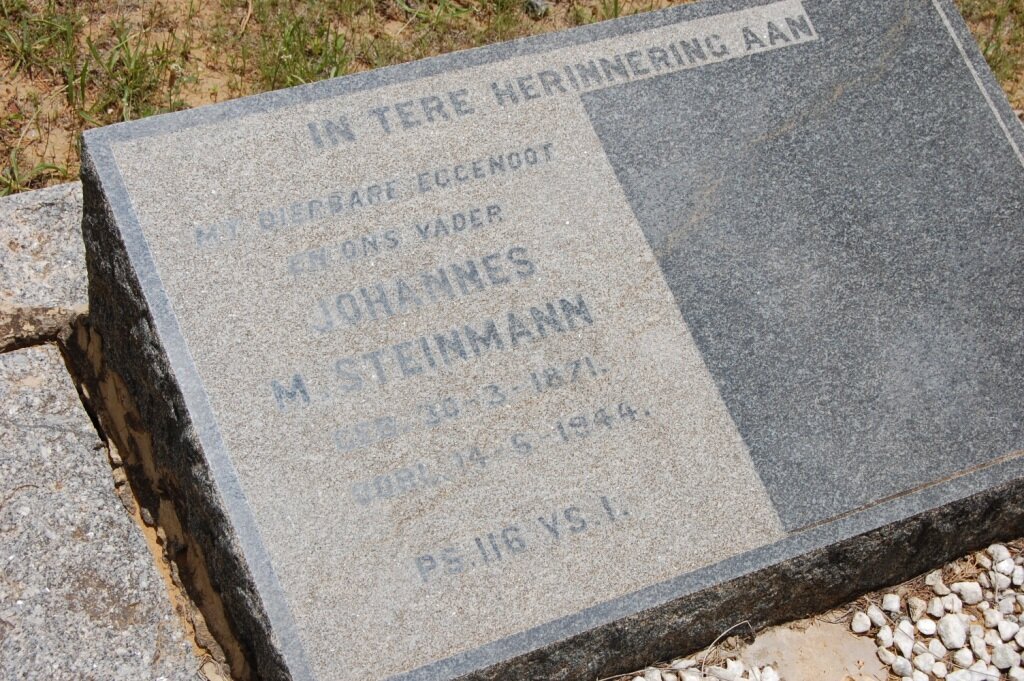 IN TERE HERINNERING AAN
MY DIERBARE EGGENOOT
EN ONS VADER
JOHANNES
M. STEINMANN
GEB. 30-3-1871.
OORL. 14-6-1944.
PS. 116 VS. 1.